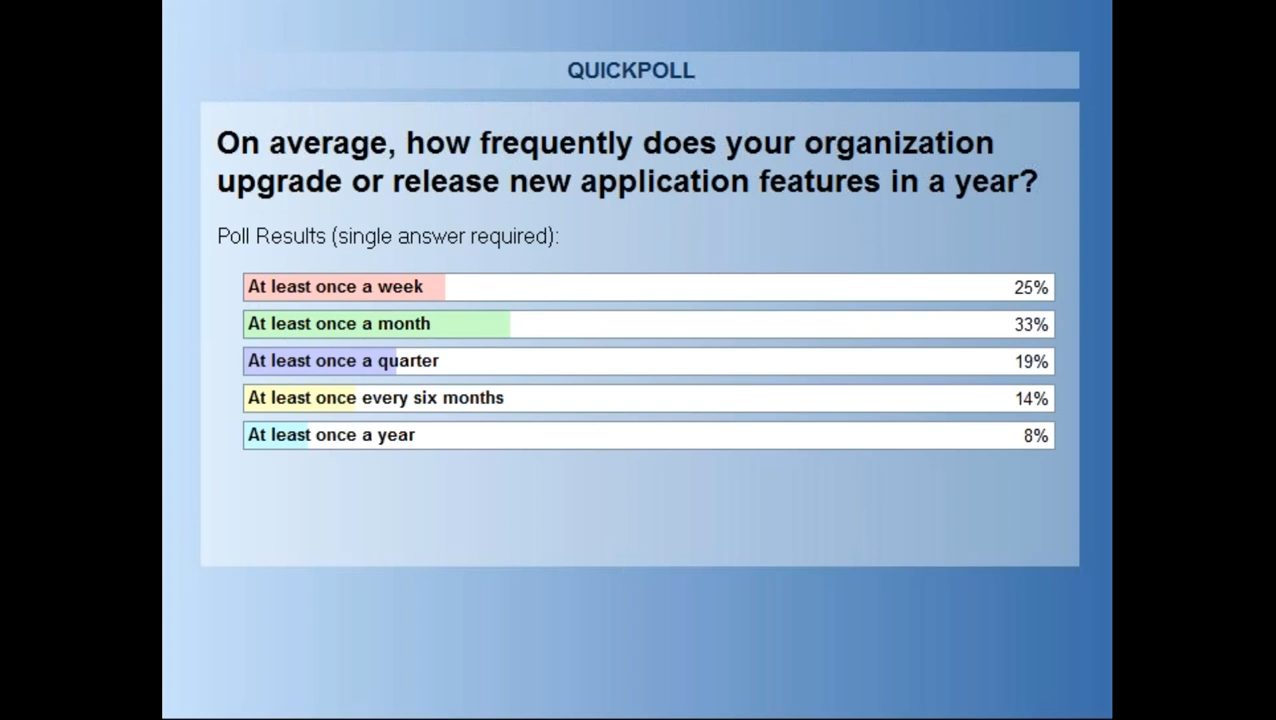 QUICKPOLL
On average, how frequently does your organization
upgrade or release new application features in a year?
Poll Results (single answer required):
At least once a week 25%
At least once a month 33%
At least once a quarter 19%
At least once every six months 14%
At least once a year 8%